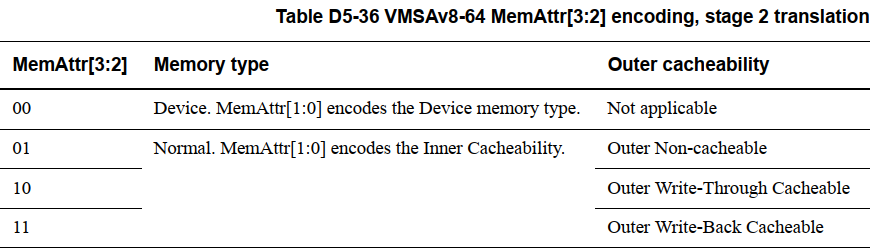 Table D5-36 VMSAv8-64 MemAttr[3:2] encoding, stage 2 translation
MemAttr[3:2] Memory type Outer cacheability
00 Device. MemAttr[1:0] encodes the Device memory type. Not applicable
01 Normal. MemAttr[1:0] encodes the Inner Cacheability. Outer Non-cacheable
10 Outer Write-Through Cacheable
11 Outer Write-Back Cacheable